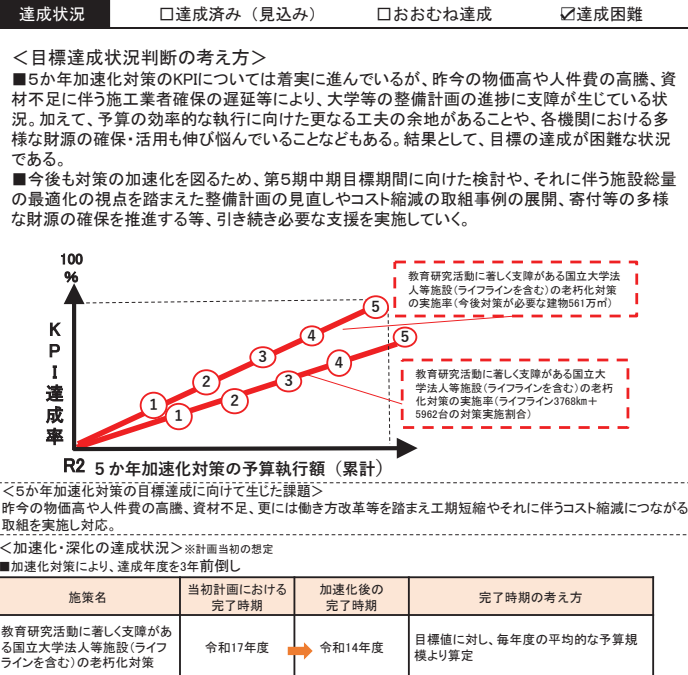 達成状況 □達成済み（見込み） □おおむね達成 ☑達成困難
＜目標達成状況判断の考え方＞
■5か年加速化対策のKPIについては着実に進んでいるが、昨今の物価高や人件費の高騰、資
材不足に伴う施工業者確保の遅延等により、大学等の整備計画の進捗に支障が生じている状
況。加えて、予算の効率的な執行に向けた更なる工夫の余地があることや、各機関における多
様な財源の確保・活用も伸び悩んでいることなどもある。結果として、目標の達成が困難な状況
である。
■今後も対策の加速化を図るため、第5期中期目標期間に向けた検討や、それに伴う施設総量
の最適化の視点を踏まえた整備計画の見直しやコスト縮減の取組事例の展開、寄付等の多様
な財源の確保を推進する等、引き続き必要な支援を実施していく。
100
%
KPI達成率
1
2
3
4
5
1
2
3
4
5
教育研究活動に著しく支障がある国立大学法
人等施設（ライフラインを含む）の老朽化対策
の実施率（今後対策が必要な建物561万㎡）
教育研究活動に著しく支障がある国立大
学法人等施設（ライフラインを含む）の老朽
化対策の実施率（ライフライン3768km＋
5962台の対策実施割合）
R2 5か年加速化対策の予算執行額（累計）
＜5か年加速化対策の目標達成に向けて生じた課題＞
昨今の物価高や人件費の高騰、資材不足、更には働き方改革等を踏まえ工期短縮やそれに伴うコスト縮減につながる
取組を実施し対応。
＜加速化・深化の達成状況＞※計画当初の想定
■加速化対策により、達成年度を3年前倒し
施策名 当初計画における 加速化後の 完了時期の考え方
完了時期 完了時期
教育研究活動に著しく支障があ
る国立大学法人等施設（ライフ
ラインを含む）の老朽化対策
令和17年度 令和14年度
目標値に対し、毎年度の平均的な予算規
模より算定